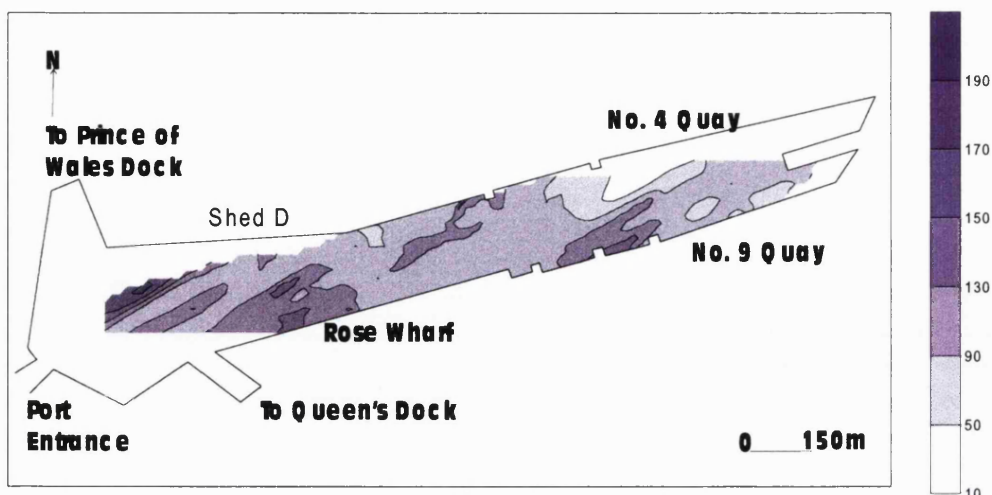 N
To Prince of
Wales Dock
Shed D
No. 4 Quay
No. 9 Quay
Rose Wharf
To Queen's Dock
Port
Entrance
0 150m
190
170
150
130
90
50
10